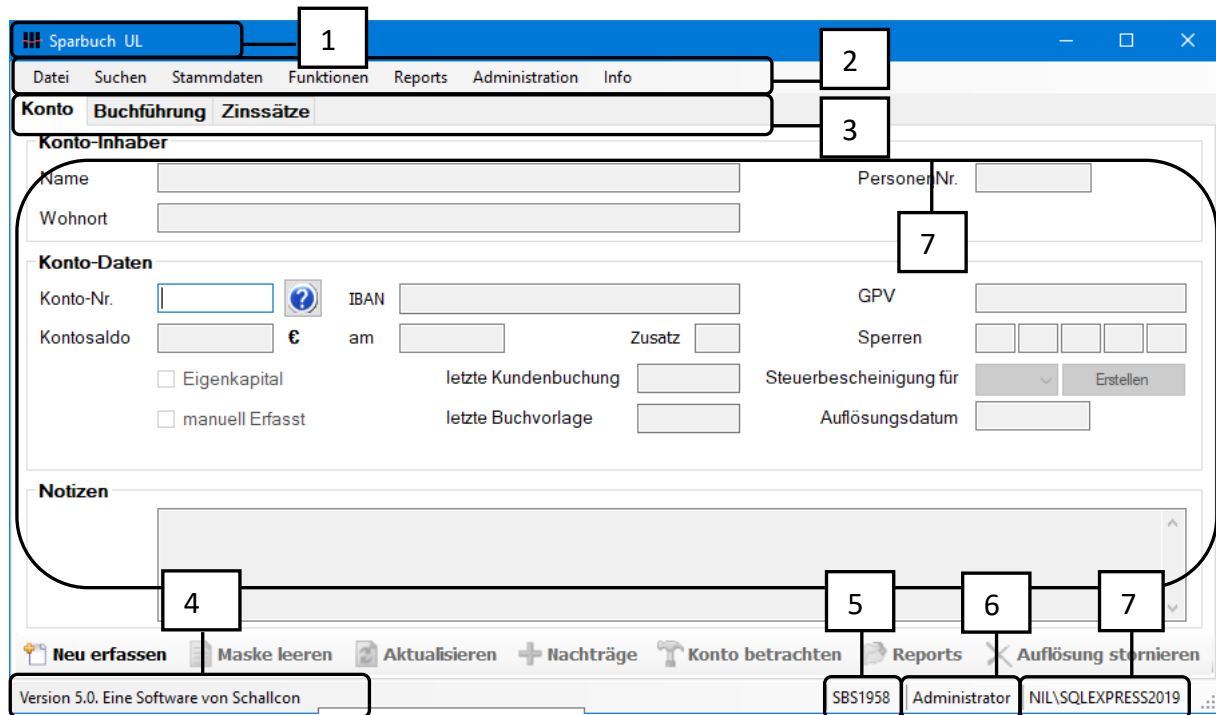 Sparbuch UL
1
2
Datei Suchen Stammdaten Funktionen Reports Administration Info
Konto Buchführung Zinssätze
3
Konto-Inhaber
Name
PersonenNr.
Wohnort
7
Konto-Daten
Konto-Nr.
?
IBAN
GPV
Kontosaldo
€
am
Zusatz
Sperren
Eigenkapital
letzte Kundenbuchung
Steuerbescheinigung für
Erstellen
manuell Erfasst
letzte Buchvorlage
Auflösungsdatum
Notizen
4
5
6
7
Neu erfassen Maske leeren Aktualisieren Nachträge Konto betrachten Reports Auflösung stornieren
Version 5.0. Eine Software von Schallcon
SBS1958
Administrator
NIL\SQLEXPRESS2019